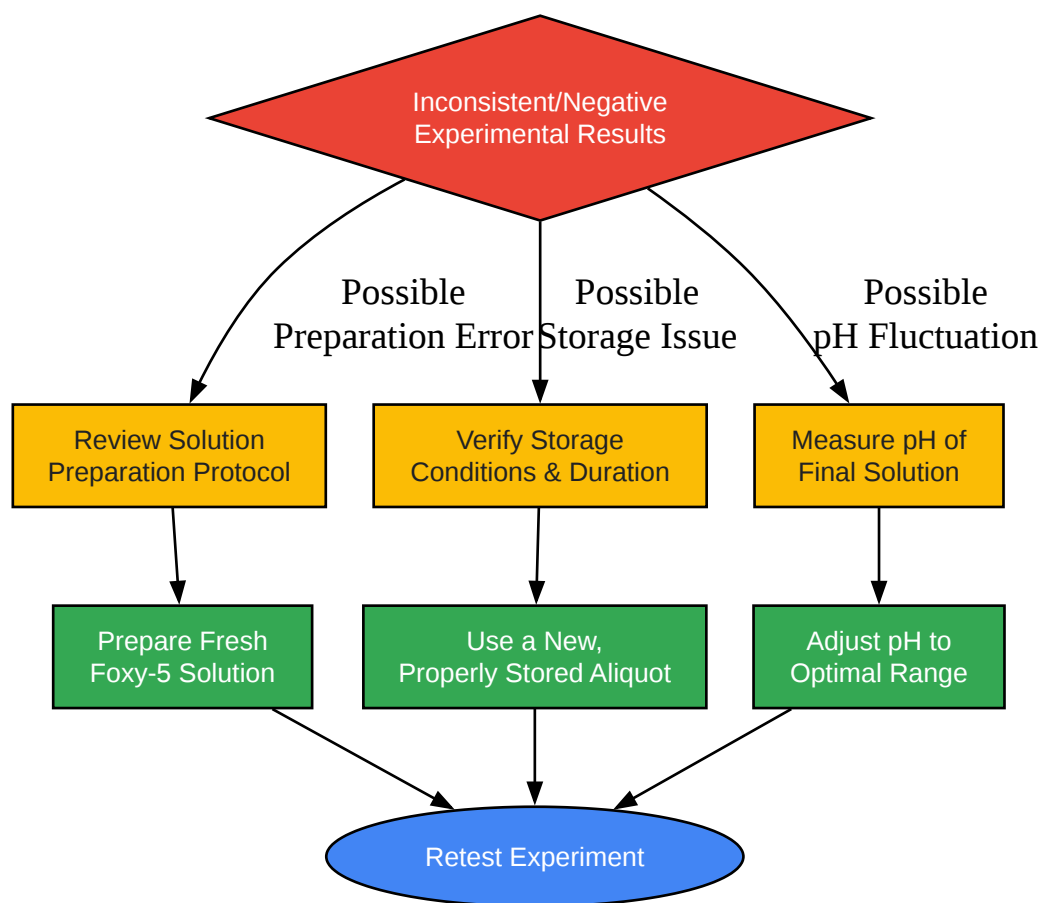 Inconsistent/Negative
Experimental Results
Possible
Preparation Error
Possible
Storage Issue
Possible
pH Fluctuation
Review Solution
Preparation Protocol
Verify Storage
Conditions & Duration
Measure pH of
Final Solution
Prepare Fresh
Foxy-5 Solution
Use a New,
Properly Stored Aliquot
Adjust pH to
Optimal Range
Retest Experiment